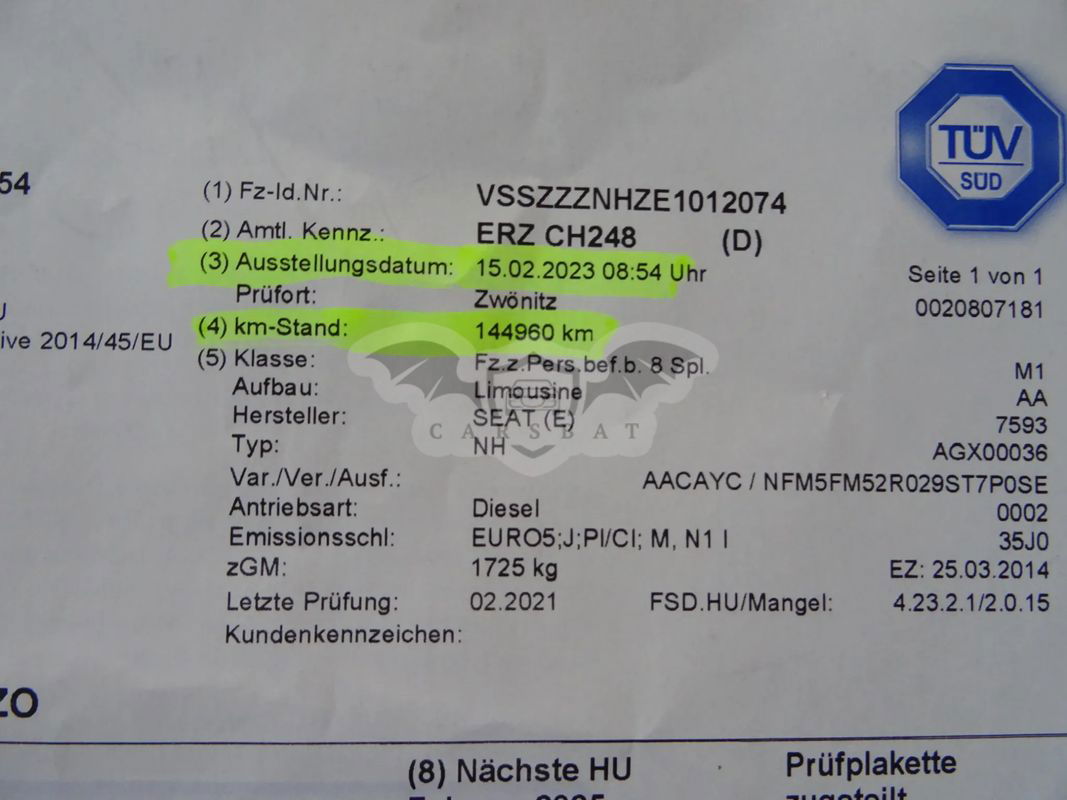 TÜV
SÜD
54
(1) Fz-Id.Nr.: VSSZZZNHZE1012074
(2) Amtl. Kennz.: ERZ CH248 (D)
(3) Ausstellungsdatum: 15.02.2023 08:54 Uhr Seite 1 von 1
Prüfort: Zwönitz 0020807181
(4) km-Stand: 144960 km
ive 2014/45/EU
(5) Klasse: Fz.z.Pers.bef.b. 8 Spl. M1
Aufbau: Limousine AA
Hersteller: SEAT (E) 7593
CARSBAT
Typ: NH AGX00036
Var./Ver./Ausf.: AACAYC / NFM5FM52R029ST7P0SE
Antriebsart: Diesel 0002
Emissionsschl: EURO5;J;PI/CI; M, N1 I 35J0
zGM: 1725 kg EZ: 25.03.2014
Letzte Prüfung: 02.2021 FSD.HU/Mangel: 4.23.2.1/2.0.15
Kundenkennzeichen:
ZO
(8) Nächste HU Prüfplakette
zugeteilt